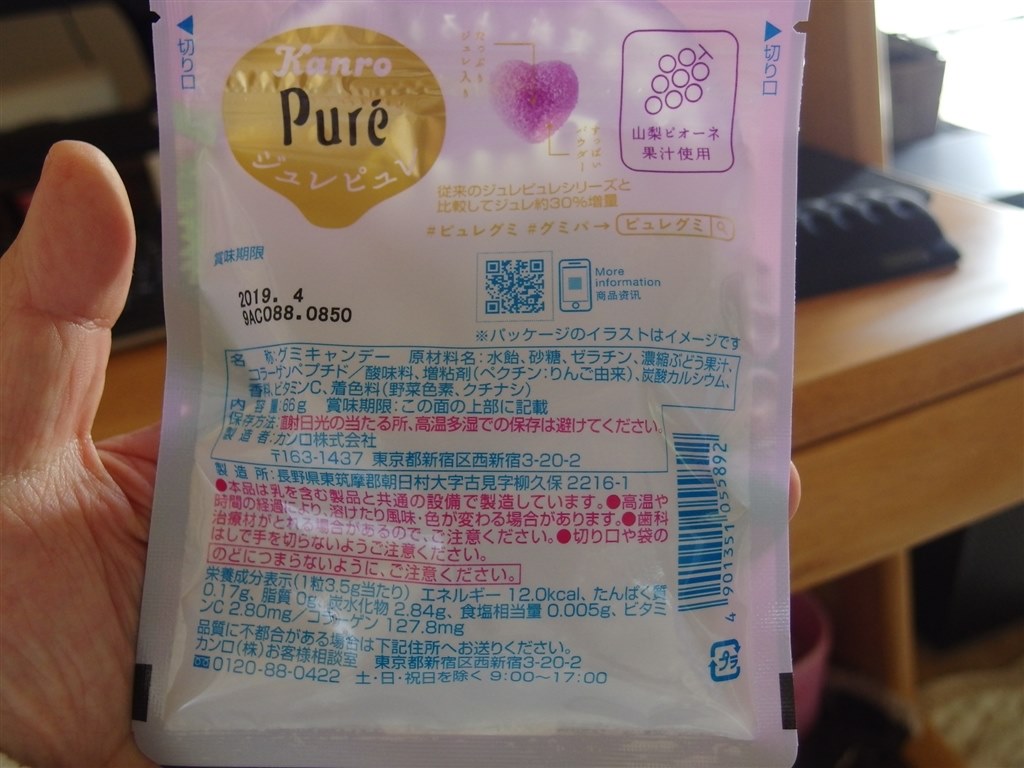 切り口
切り口
Kanro
Puré
ジュレピュレ
たっぷり
ジュレ入り
すっぱい
パウダー
山梨ピオーネ
果汁使用
従来のジュレピュレシリーズと
比較してジュレ約30%増量
#ピュレグミ #グミパ→ ピュレグミ
賞味期限
2019. 4
9AC088.0850
More
information
商品资讯
※パッケージのイラストはイメージです
名 称:グミキャンデー 原材料名:水飴、砂糖、ゼラチン、濃縮ぶどう果汁、
コラーゲンペプチド/酸味料、増粘剤(ペクチン:りんご由来)、炭酸カルシウム、
香料、ビタミンC、着色料(野菜色素、クチナシ)
内 容 量:66g 賞味期限:この面の上部に記載
保存方法:直射日光の当たる所、高温多湿での保存は避けてください。
製 造 者:カンロ株式会社
〒163-1437 東京都新宿区西新宿3-20-2
製 造 所:長野県東筑摩郡朝日村大字古見字柳久保 2216-1
●本品は乳を含む製品と共通の設備で製造しています。●高温や
時間の経過により、溶けたり風味・色が変わる場合があります。●歯科
治療材がとれる場合があるので、ご注意ください。●切り口や袋の
はしで手を切らないようご注意ください。
のどにつまらないように、ご注意ください。
栄養成分表示(1粒3.5g当たり) エネルギー 12.0kcal、たんぱく質
0.17g、脂質 0g、炭水化物 2.84g、食塩相当量 0.005g、ビタミ
ンC 2.80mg/コラーゲン 127.8mg
品質に不都合がある場合は下記住所へお送りください。
カンロ(株)お客様相談室 東京都新宿区西新宿3-20-2
0120-88-0422 土・日・祝日を除く 9:00~17:00
4 901351 055892
プラ